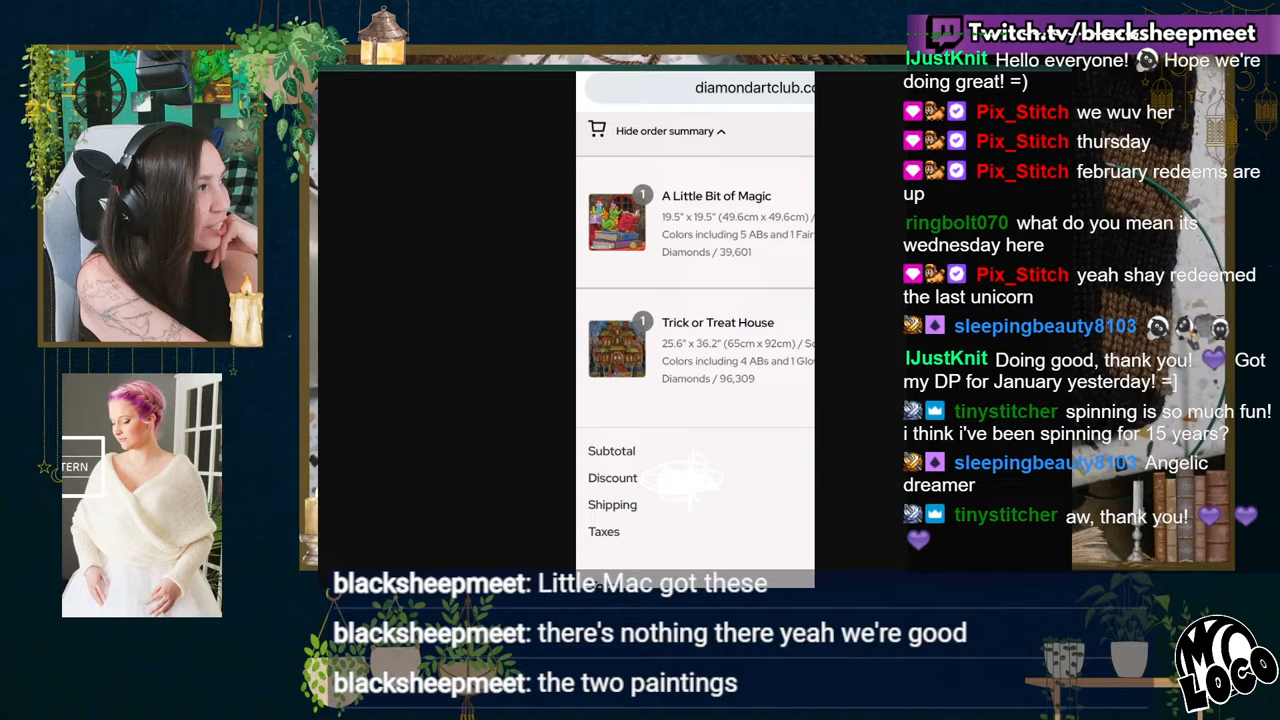 Twitch.tv/blacksheepmeet
IJustKnit Hello everyone! Hope we're
doing great! =)
Pix_Stitch we wuv her
Pix_Stitch thursday
Pix_Stitch february redeems are
up
ringbolt070 what do you mean its
wednesday here
Pix_Stitch yeah shay redeemed
the last unicorn
sleepingbeauty8103
IJustKnit Doing good, thank you! Got
my DP for January yesterday! =]
tinystitcher spinning is so much fun!
i think i've been spinning for 15 years?
sleepingbeauty8103 Angelic
dreamer
tinystitcher aw, thank you!
diamondartclub.co
Hide order summary
1
A Little Bit of Magic
19.5" x 19.5" (49.6cm x 49.6cm) /
Colors including 5 ABs and 1 Fair
Diamonds / 39,601
1
Trick or Treat House
25.6" x 36.2" (65cm x 92cm) / Sq
Colors including 4 ABs and 1 Glo
Diamonds / 96,309
Subtotal
Discount
Shipping
Taxes
TERN
blacksheepmeet: Little Mac got these
blacksheepmeet: there's nothing there yeah we're good
blacksheepmeet: the two paintings
MC
LOCO